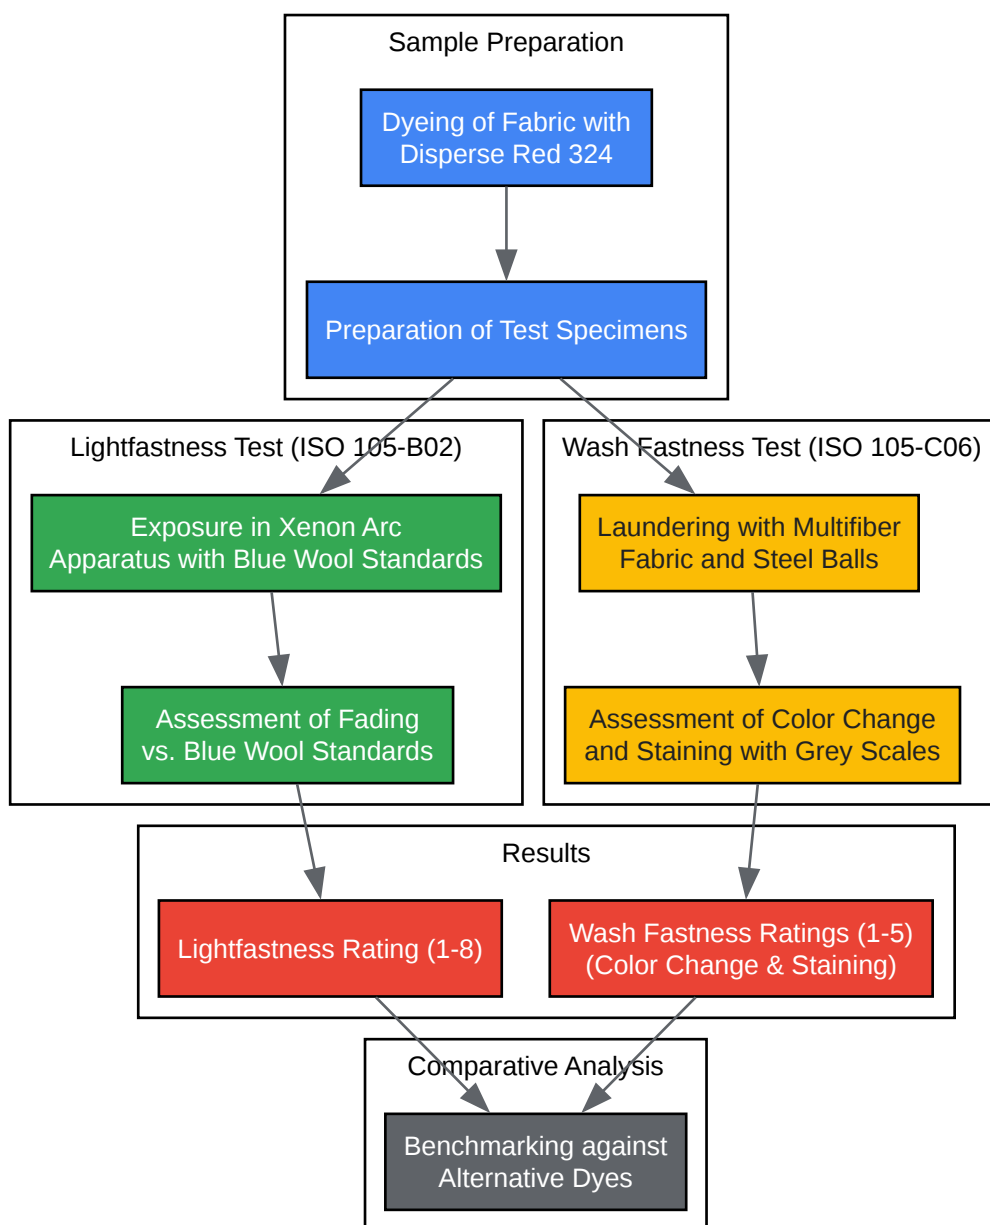 Sample Preparation
Dyeing of Fabric with
Disperse Red 324
Preparation of Test Specimens
Lightfastness Test (ISO 105-B02)
Exposure in Xenon Arc
Apparatus with Blue Wool Standards
Assessment of Fading
vs. Blue Wool Standards
Wash Fastness Test (ISO 105-C06)
Laundering with Multifiber
Fabric and Steel Balls
Assessment of Color Change
and Staining with Grey Scales
Results
Lightfastness Rating (1-8)
Wash Fastness Ratings (1-5)
(Color Change & Staining)
Comparative Analysis
Benchmarking against
Alternative Dyes